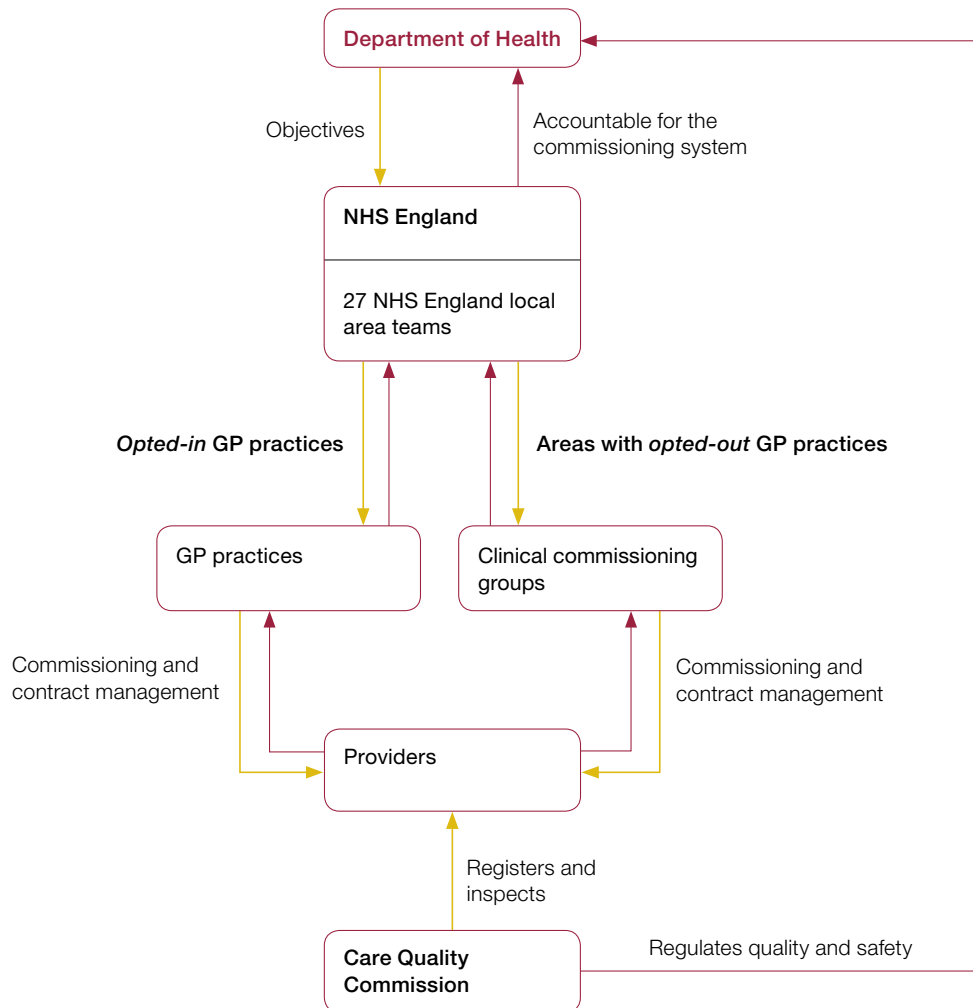 Department of Health
Objectives
Accountable for the
commissioning system
NHS England
27 NHS England local
area teams
Opted-in GP practices
Areas with opted-out GP practices
GP practices
Clinical commissioning
groups
Commissioning and
contract management
Commissioning and
contract management
Providers
Registers and
inspects
Care Quality
Commission
Regulates quality and safety